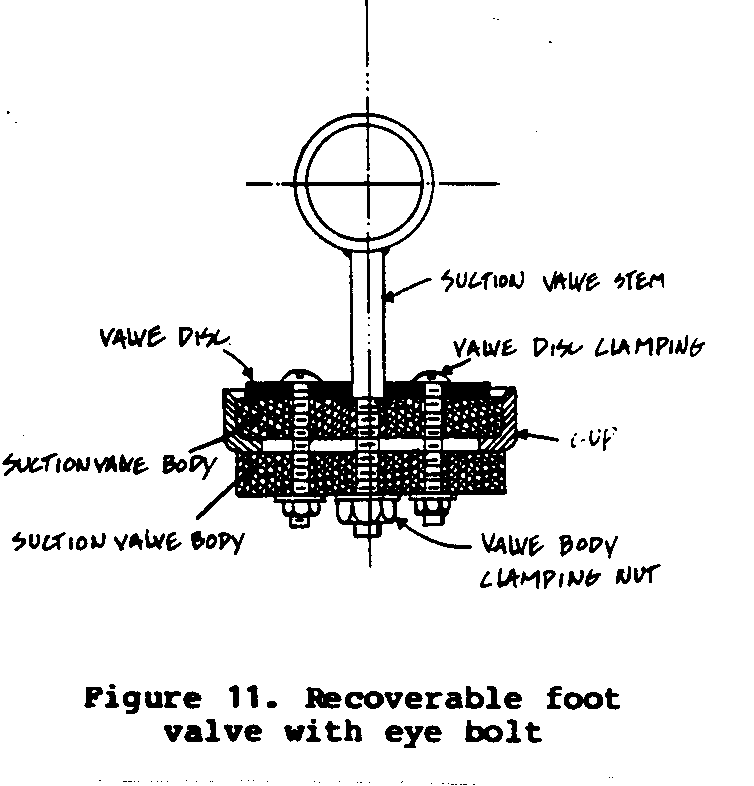 SUCTION VALVE STEM
VALVE DISC
VALVE DISC CLAMPING
CUP
SUCTION VALVE BODY
SUCTION VALVE BODY
VALVE BODY
CLAMPING NUT
Figure 11. Recoverable foot
valve with eye bolt